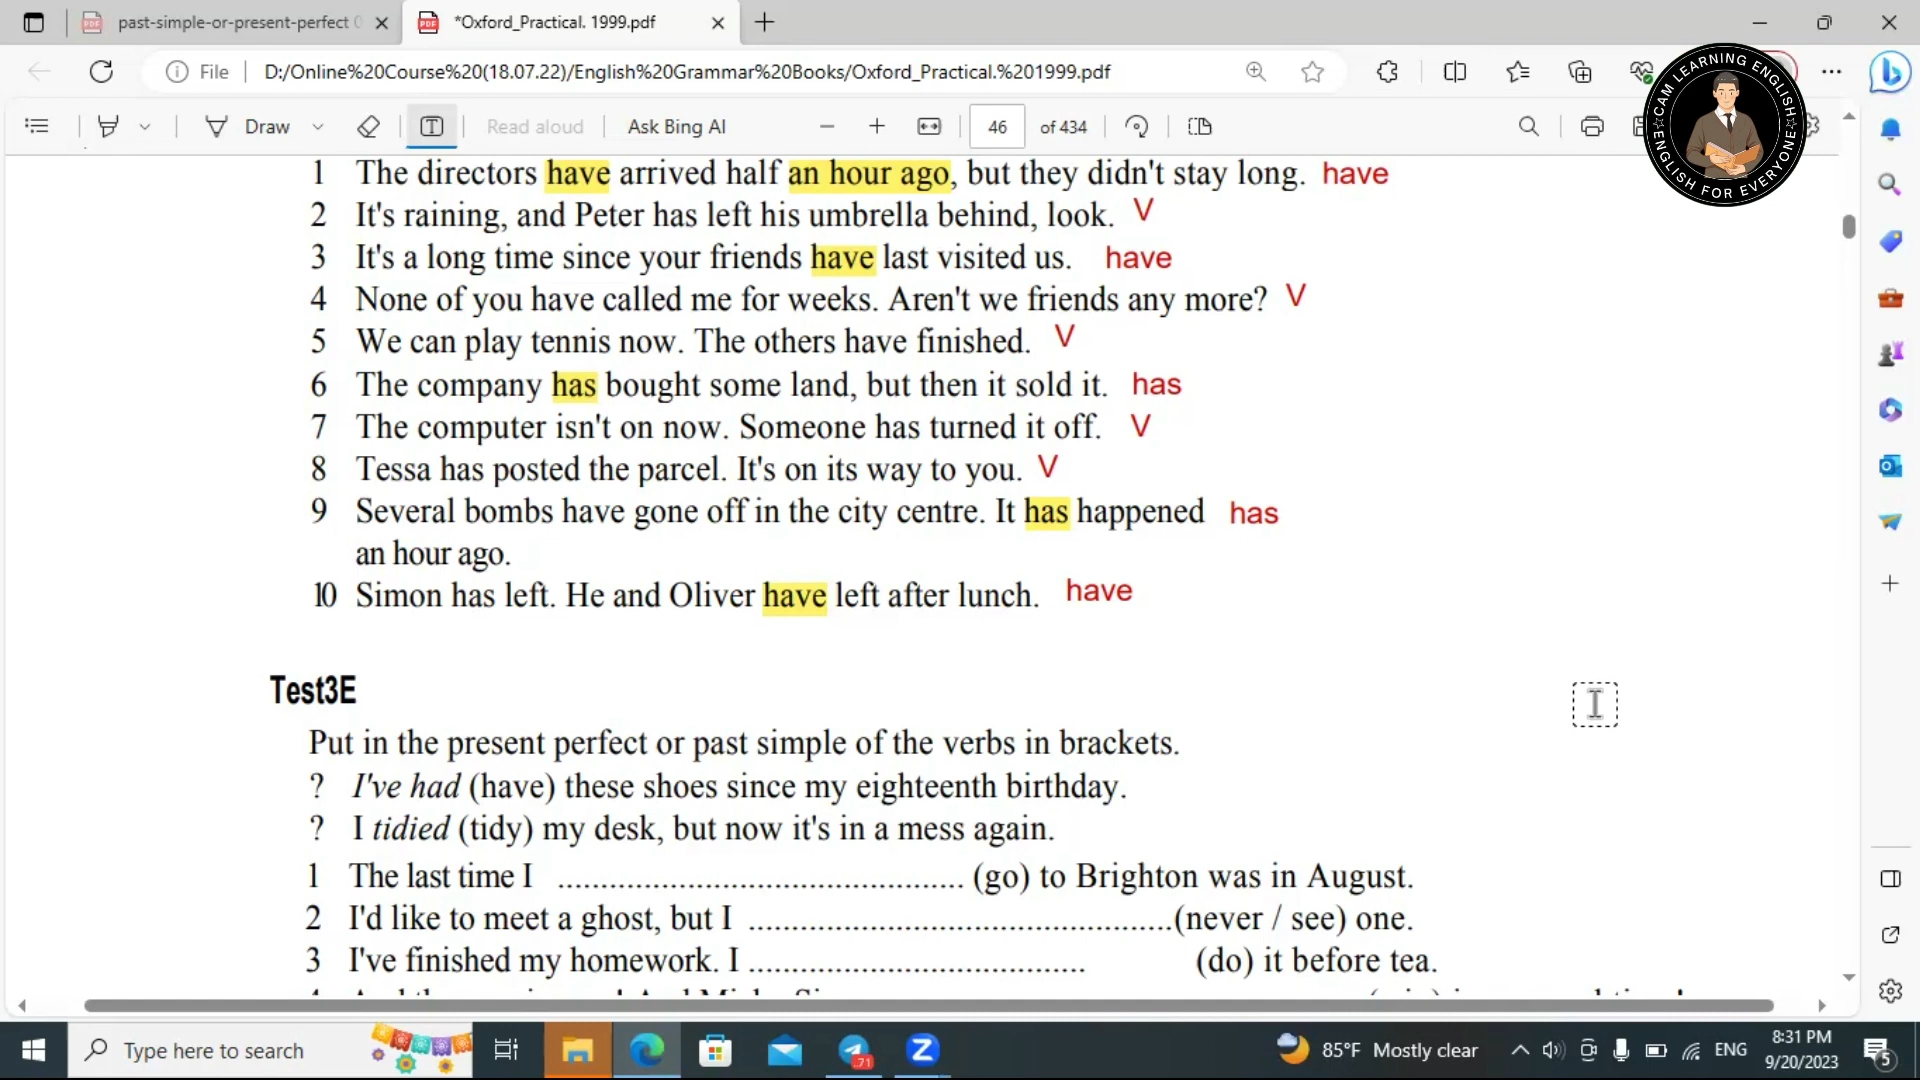 past-simple-or-present-perfect
*Oxford_Practical. 1999.pdf
File
D:/Online%20Course%20(18.07.22)/English%20Grammar%20Books/Oxford_Practical.%201999.pdf
CAM LEARNING ENGLISH
ENGLISH FOR EVERYONE
Draw
Read aloud
Ask Bing AI
46 of 434
1 The directors have arrived half an hour ago, but they didn't stay long. have
2 It's raining, and Peter has left his umbrella behind, look. V
3 It's a long time since your friends have last visited us. have
4 None of you have called me for weeks. Aren't we friends any more? V
5 We can play tennis now. The others have finished. V
6 The company has bought some land, but then it sold it. has
7 The computer isn't on now. Someone has turned it off. V
8 Tessa has posted the parcel. It's on its way to you. V
9 Several bombs have gone off in the city centre. It has happened has
an hour ago.
10 Simon has left. He and Oliver have left after lunch. have
Test3E
Put in the present perfect or past simple of the verbs in brackets.
? I've had (have) these shoes since my eighteenth birthday.
? I tidied (tidy) my desk, but now it's in a mess again.
1 The last time I ............................................. (go) to Brighton was in August.
2 I'd like to meet a ghost, but I ...............................................(never / see) one.
3 I've finished my homework. I ..................................... (do) it before tea.
Type here to search
71
85°F Mostly clear
ENG
8:31 PM
9/20/2023
5